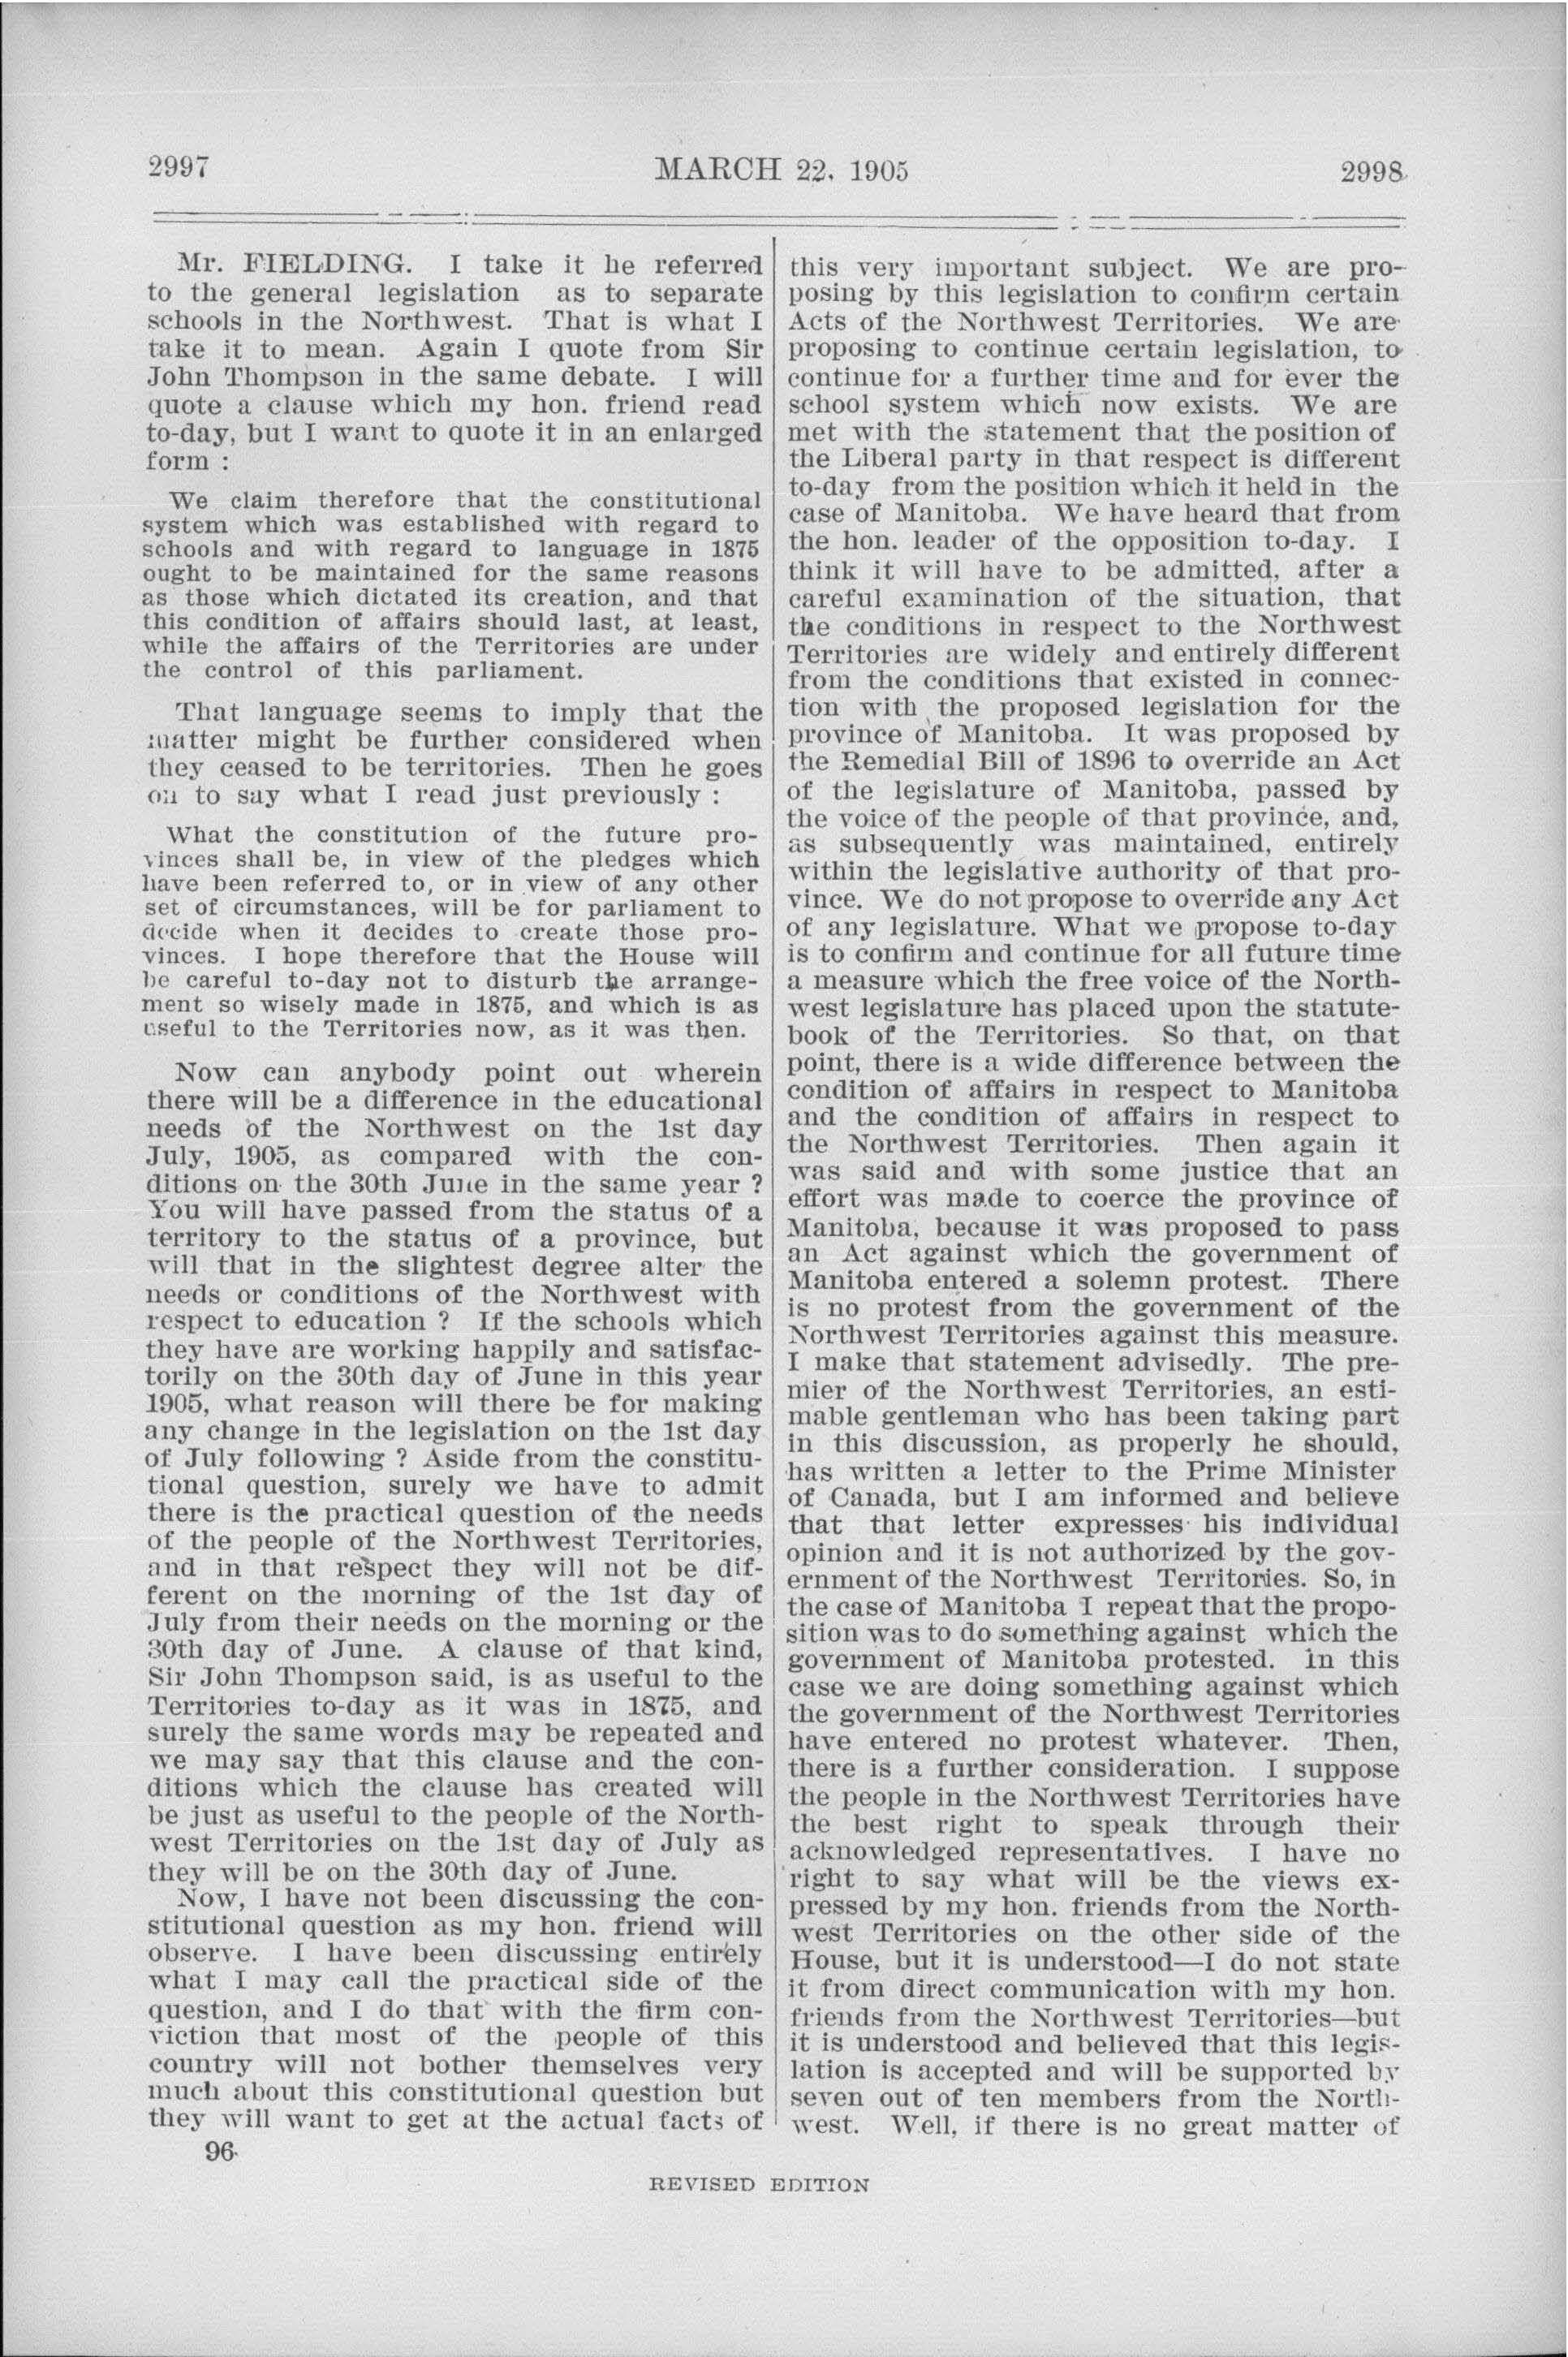 2997
MARCH 22, 1905
2998
Mr. FIELDING. I take it he referred
to the general legislation as to separate
schools in the Northwest. That is what I
take it to mean. Again I quote from Sir
John Thompson in the same debate. I will
quote a clause which my hon. friend read
to-day, but I want to quote it in an enlarged
form :
We claim therefore that the constitutional
system which was established with regard to
schools and with regard to language in 1875
ought to be maintained for the same reasons
as those which dictated its creation, and that
this condition of affairs should last, at least,
while the affairs of the Territories are under
the control of this parliament.
That language seems to imply that the
matter might be further considered when
they ceased to be territories. Then he goes
on to say what I read just previously :
What the constitution of the future pro-
vinces shall be, in view of the pledges which
have been referred to, or in view of any other
set of circumstances, will be for parliament to
decide when it decides to create those pro-
vinces. I hope therefore that the House will
be careful to-day not to disturb the arrange-
ment so wisely made in 1875, and which is as
useful to the Territories now, as it was then.
Now can anybody point out wherein
there will be a difference in the educational
needs of the Northwest on the 1st day
July, 1905, as compared with the con-
ditions on the 30th June in the same year ?
You will have passed from the status of a
territory to the status of a province, but
will that in the slightest degree alter the
needs or conditions of the Northwest with
respect to education ? If the schools which
they have are working happily and satisfac-
torily on the 30th day of June in this year
1905, what reason will there be for making
any change in the legislation on the 1st day
of July following ? Aside from the constitu-
tional question, surely we have to admit
there is the practical question of the needs
of the people of the Northwest Territories,
and in that respect they will not be dif-
ferent on the morning of the 1st day of
July from their needs on the morning or the
30th day of June. A clause of that kind,
Sir John Thompson said, is as useful to the
Territories to-day as it was in 1875, and
surely the same words may be repeated and
we may say that this clause and the con-
ditions which the clause has created will
be just as useful to the people of the North-
west Territories on the 1st day of July as
they will be on the 30th day of June.
Now, I have not been discussing the con-
stitutional question as my hon. friend will
observe. I have been discussing entirely
what I may call the practical side of the
question, and I do that with the firm con-
viction that most of the people of this
country will not bother themselves very
much about this constitutional question but
they will want to get at the actual facts of
96
this very important subject. We are pro-
posing by this legislation to confirm certain
Acts of the Northwest Territories. We are
proposing to continue certain legislation, to
continue for a further time and for ever the
school system which now exists. We are
met with the statement that the position of
the Liberal party in that respect is different
to-day from the position which it held in the
case of Manitoba. We have heard that from
the hon. leader of the opposition to-day. I
think it will have to be admitted, after a
careful examination of the situation, that
the conditions in respect to the Northwest
Territories are widely and entirely different
from the conditions that existed in connec-
tion with the proposed legislation for the
province of Manitoba. It was proposed by
the Remedial Bill of 1896 to override an Act
of the legislature of Manitoba, passed by
the voice of the people of that province, and,
as subsequently was maintained, entirely
within the legislative authority of that pro-
vince. We do not propose to override any Act
of any legislature. What we propose to-day
is to confirm and continue for all future time
a measure which the free voice of the North-
west legislature has placed upon the statute-
book of the Territories. So that, on that
point, there is a wide difference between the
condition of affairs in respect to Manitoba
and the condition of affairs in respect to
the Northwest Territories. Then again it
was said and with some justice that an
effort was made to coerce the province of
Manitoba, because it was proposed to pass
an Act against which the government of
Manitoba entered a solemn protest. There
is no protest from the government of the
Northwest Territories against this measure.
I make that statement advisedly. The pre-
mier of the Northwest Territories, an esti-
mable gentleman who has been taking part
in this discussion, as properly he should,
has written a letter to the Prime Minister
of Canada, but I am informed and believe
that that letter expresses his individual
opinion and it is not authorized by the gov-
ernment of the Northwest Territories. So, in
the case of Manitoba I repeat that the propo-
sition was to do something against which the
government of Manitoba protested. in this
case we are doing something against which
the government of the Northwest Territories
have entered no protest whatever. Then,
there is a further consideration. I suppose
the people in the Northwest Territories have
the best right to speak through their
acknowledged representatives. I have no
right to say what will be the views ex-
pressed by my hon. friends from the North-
west Territories on the other side of the
House, but it is understood—I do not state
it from direct communication with my hon.
friends from the Northwest Territories—but
it is understood and believed that this legis-
lation is accepted and will be supported by
seven out of ten members from the North-
west. Well, if there is no great matter of
REVISED EDITION